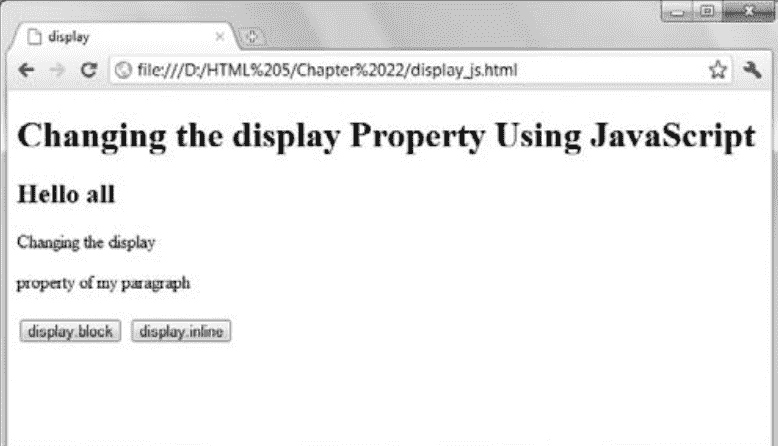 display
file:///D:/HTML%205/Chapter%2022/display_js.html
Changing the display Property Using JavaScript
Hello all
Changing the display
property of my paragraph
display.block display.inline